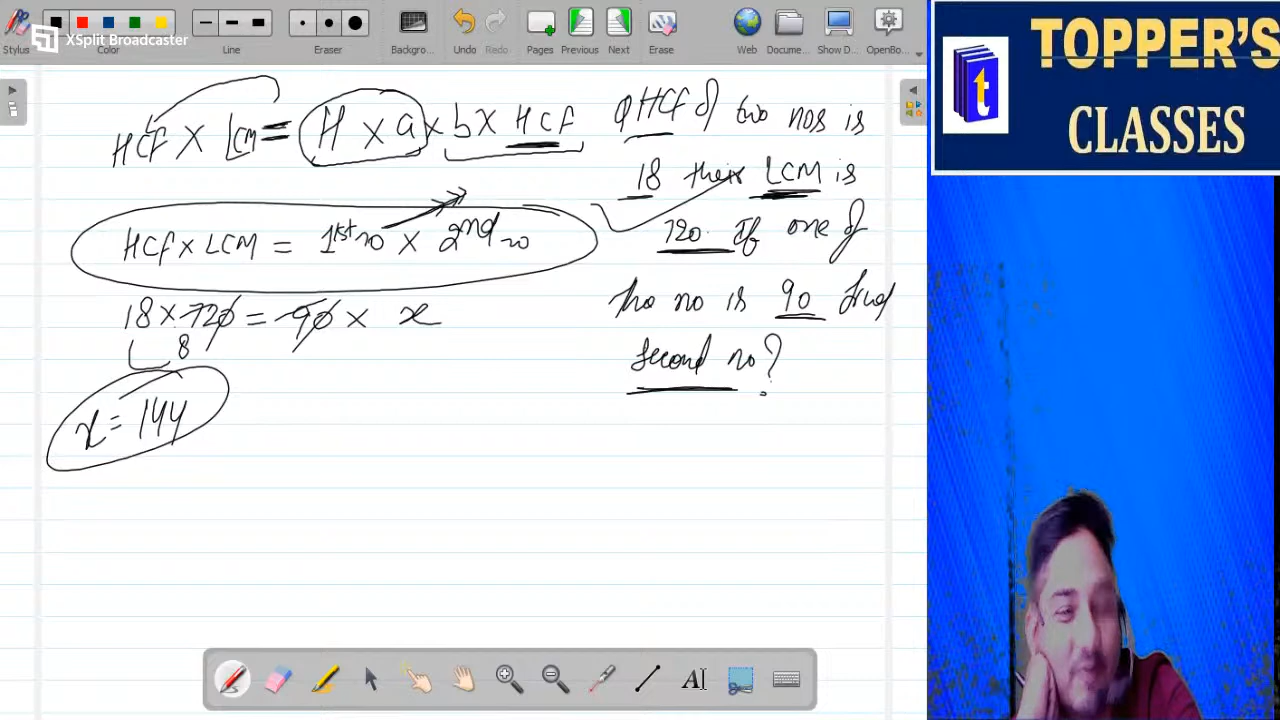 Stylus
Color
Line
Eraser
Backgro...
Undo
Redo
Pages
Previous
Next
Erase
Web
Docume...
Show D...
OpenBo...
XSplit Broadcaster
TOPPER'S
CLASSES
t
HCF × LCM = H × a × b × HCF
HCF × LCM = 1st no × 2nd no
18 × 720 = 90 × x
8
x = 144
Q HCF of two nos is
18 their LCM is
720. If one of
the no is 90 find
second no?